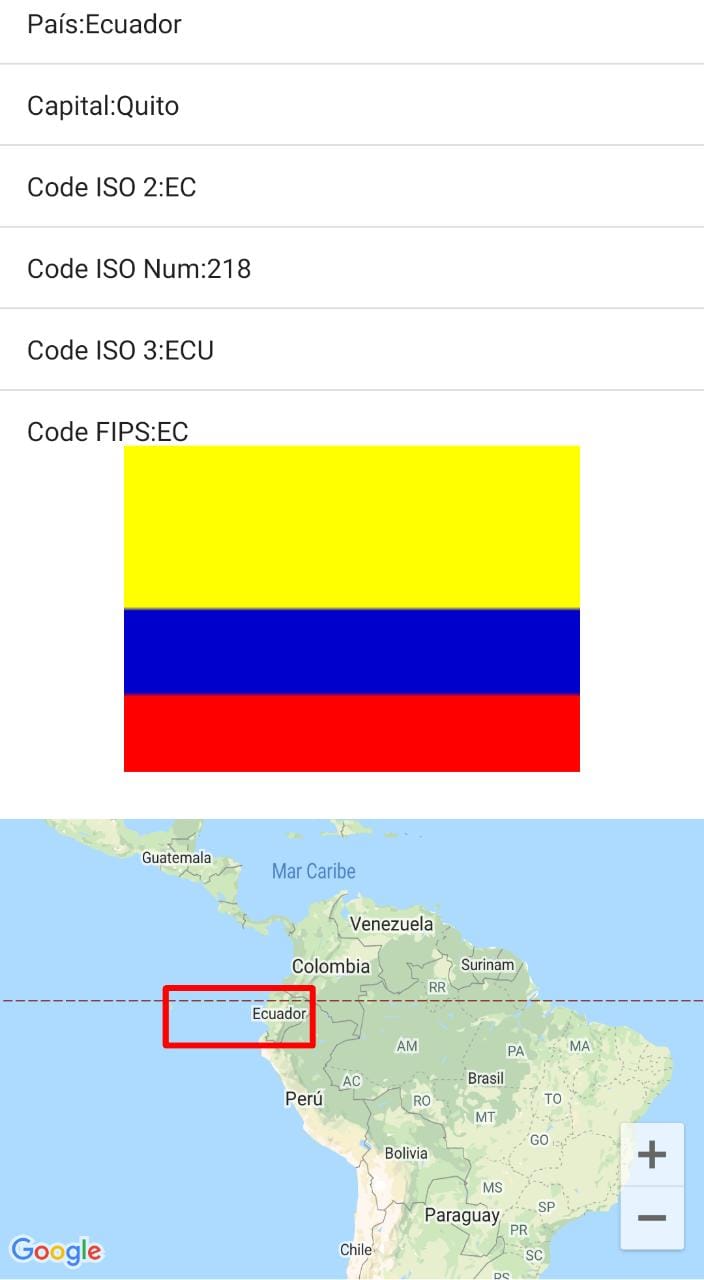 País:Ecuador
Capital:Quito
Code ISO 2:EC
Code ISO Num:218
Code ISO 3:ECU
Code FIPS:EC
Guatemala
Mar Caribe
Venezuela
Colombia
Surinam
RR
Ecuador
AM
PA
MA
AC
Brasil
Perú
RO
TO
MT
GO
Bolivia
MS
SP
Paraguay
PR
Chile
SC
RS
Google